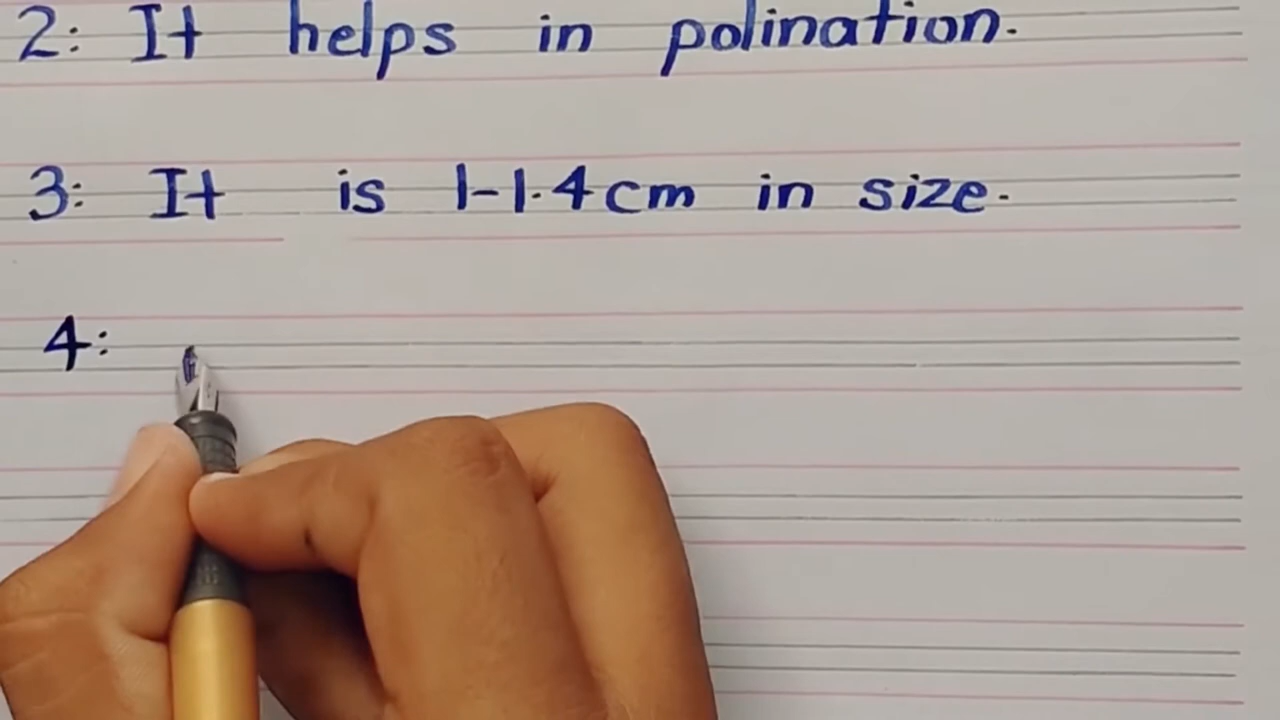 2: It helps in polination.
3: It is 1-1.4cm in size.
4: